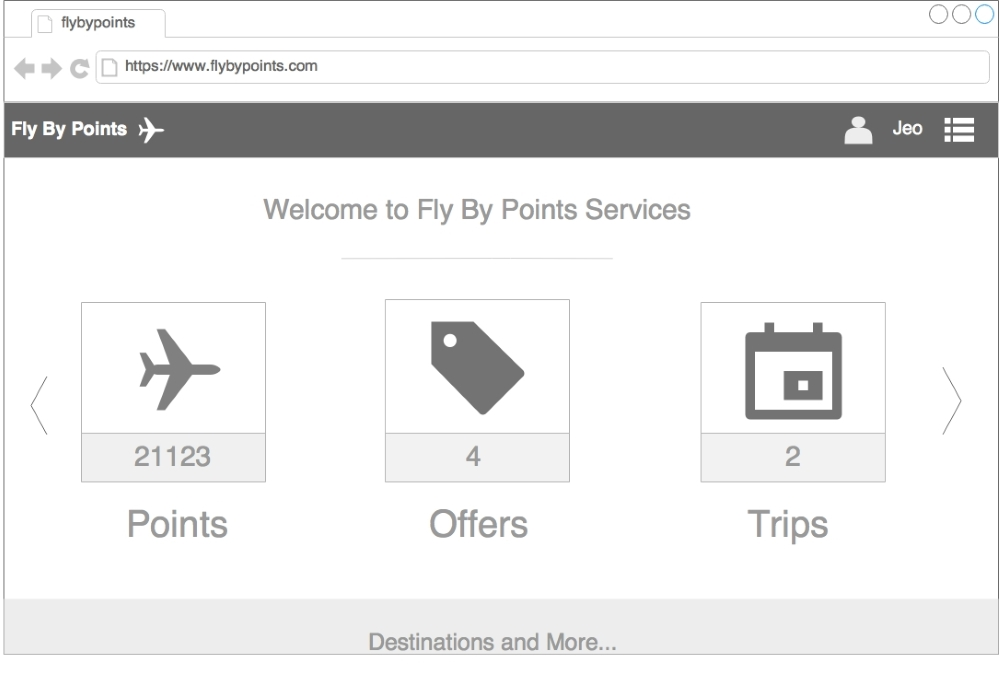 flybypoints
https://www.flybypoints.com
Fly By Points Jeo
Welcome to Fly By Points Services
21123 4 2
Points Offers Trips
Destinations and More...